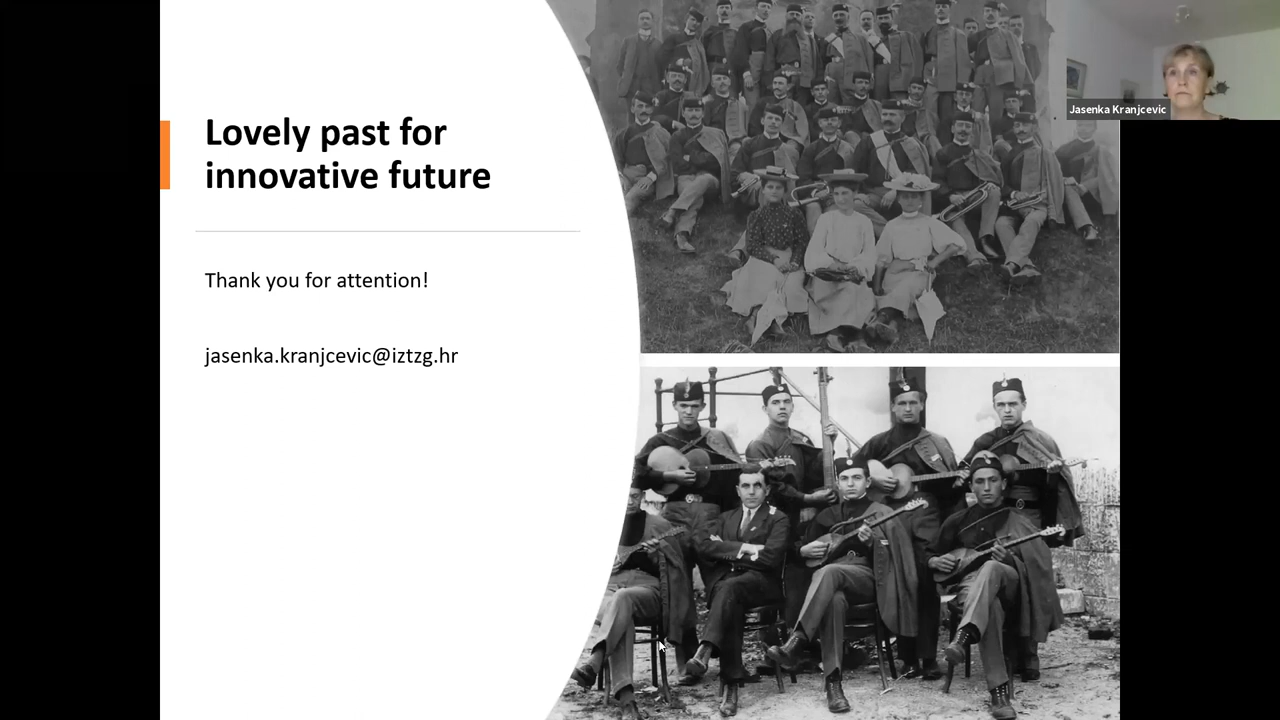 Lovely past for
innovative future
Thank you for attention!
jasenka.kranjcevic@iztzg.hr
Jasenka Kranjcevic